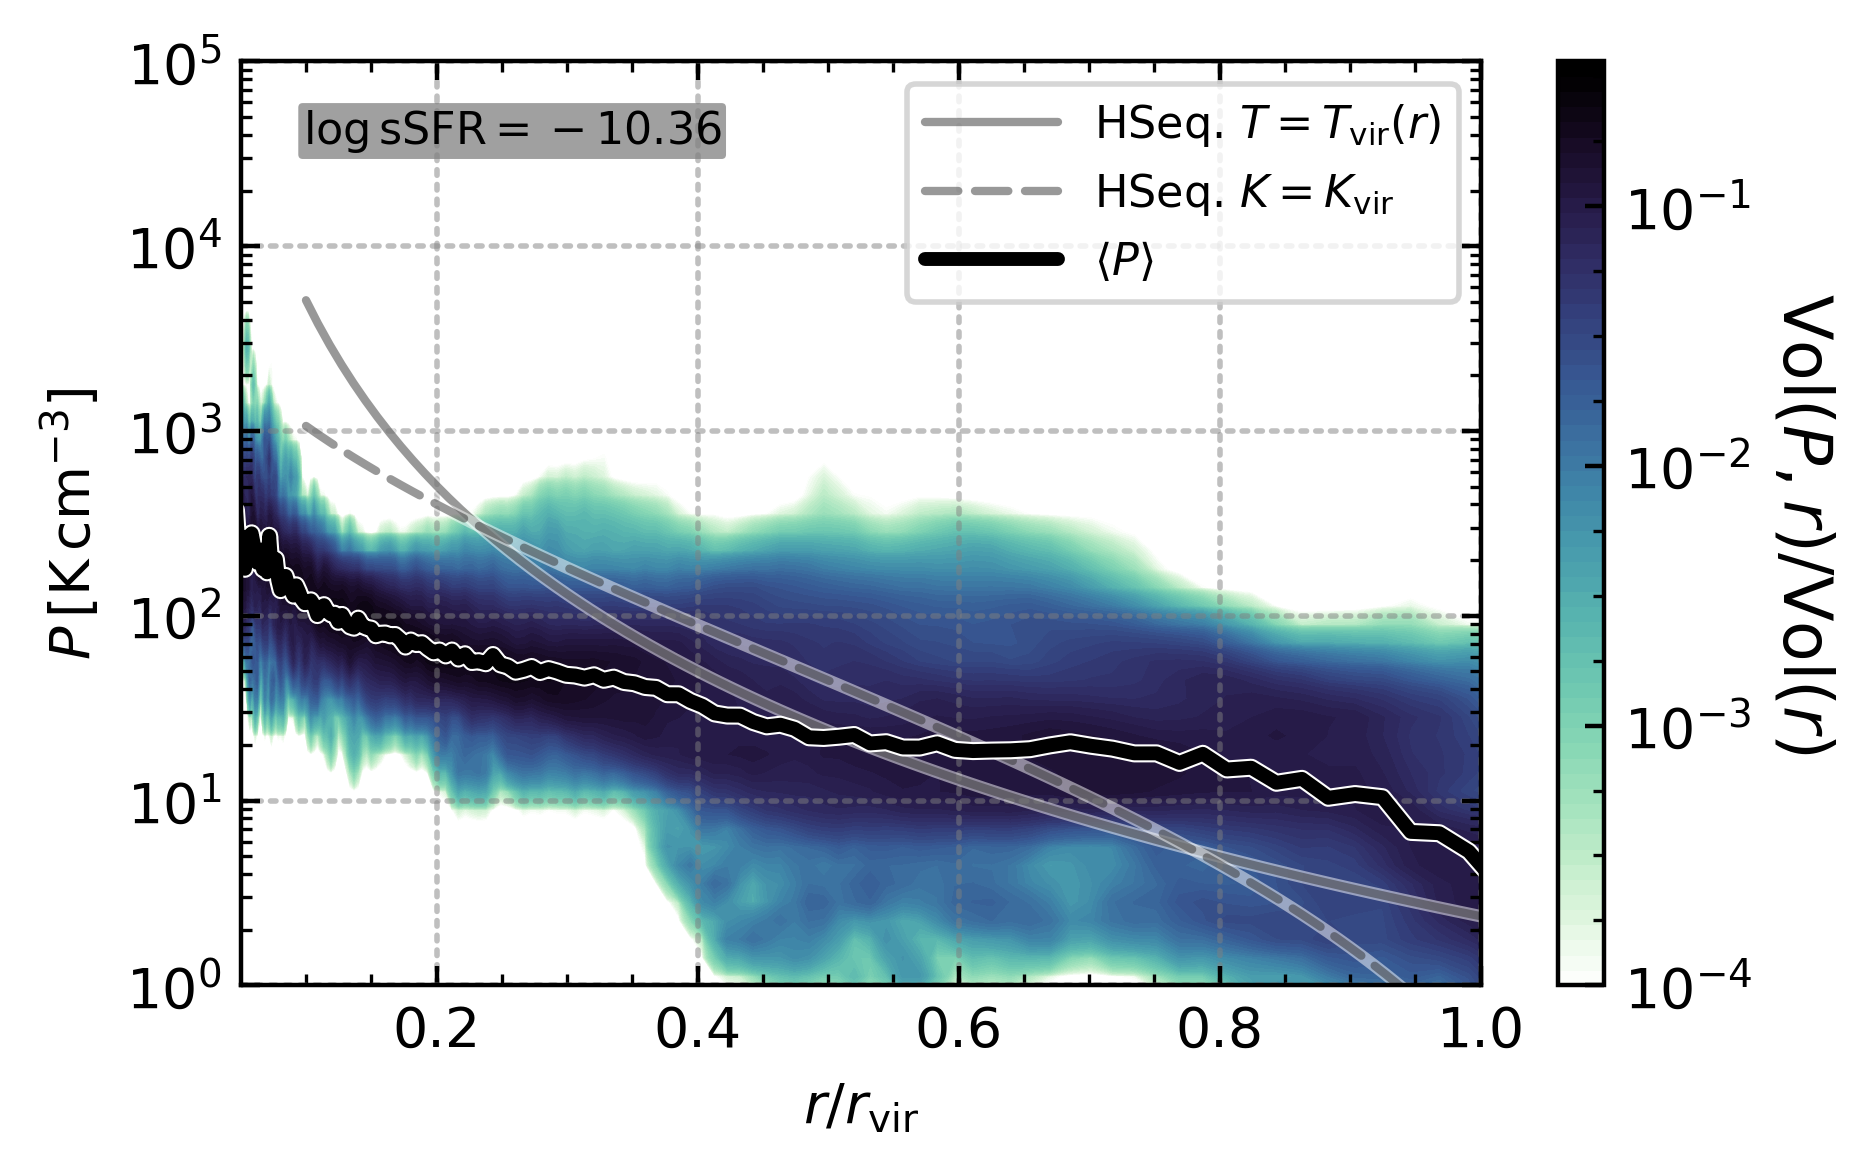 log sSFR = −10.36
HSeq. T = T_vir(r)
HSeq. K = K_vir
⟨P⟩
10^5
10^4
10^3
10^2
10^1
10^0
P [K cm^−3]
0.2 0.4 0.6 0.8 1.0
r/r_vir
10^−1
10^−2
10^−3
10^−4
Vol(P, r)/Vol(r)